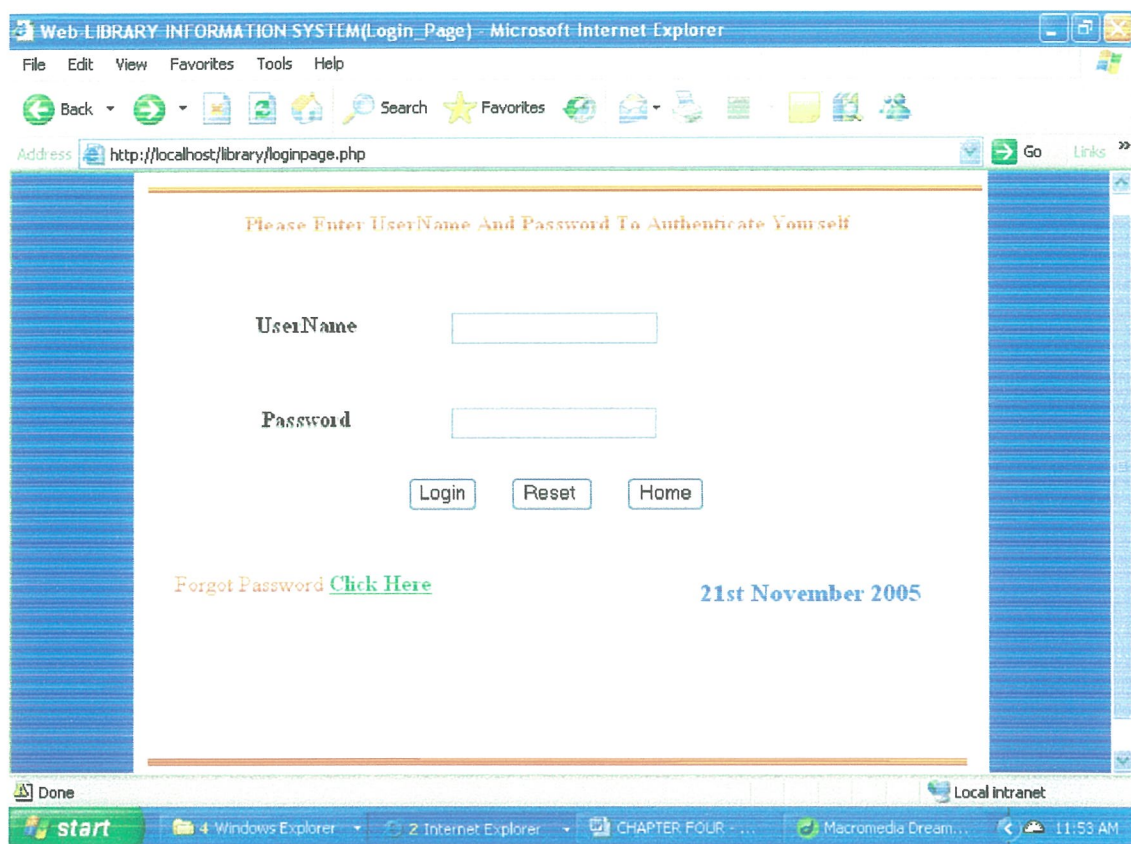 Web LIBRARY INFORMATION SYSTEM(Login_Page) - Microsoft Internet Explorer
File Edit View Favorites Tools Help
Back Search Favorites
Address http://localhost/library/loginpage.php Go Links »
Please Enter UserName And Password To Authenticate Yourself
UserName
Password
Login Reset Home
Forgot Password Click Here
21st November 2005
Done Local intranet
start 4 Windows Explorer 2 Internet Explorer CHAPTER FOUR - ... Macromedia Dream... 11:53 AM